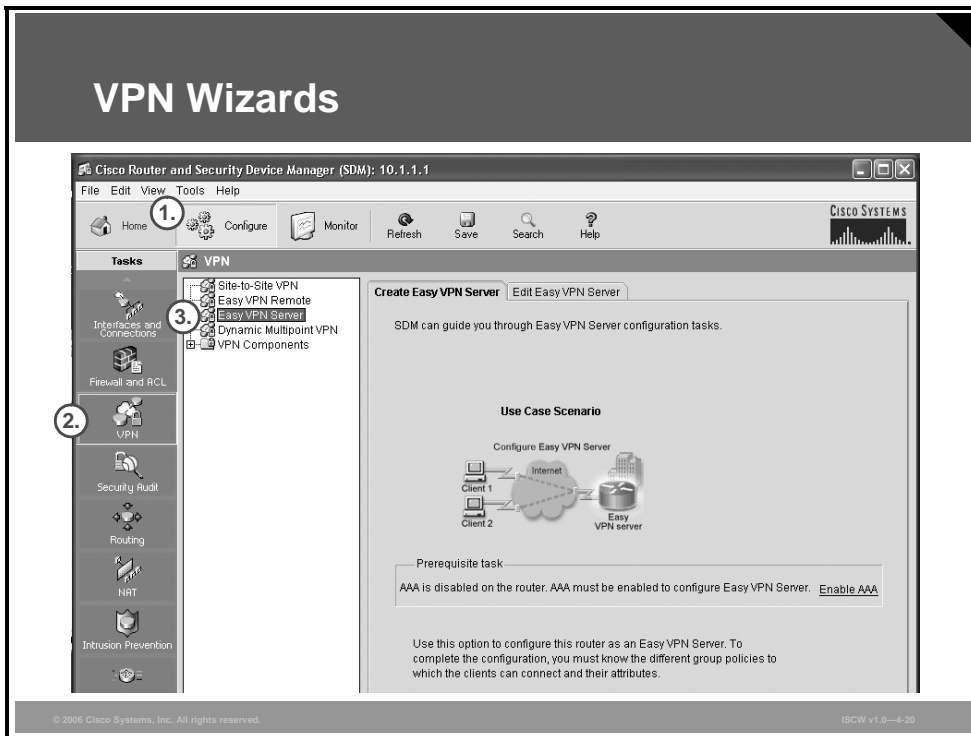 VPN Wizards
Cisco Router and Security Device Manager (SDM): 10.1.1.1
File Edit View Tools Help
1.
Home
Configure
Monitor
Refresh
Save
Search
Help
CISCO SYSTEMS
Tasks
VPN
Interfaces and Connections
Firewall and ACL
2.
VPN
Security Audit
Routing
NAT
Intrusion Prevention
Site-to-Site VPN
Easy VPN Remote
3.
Easy VPN Server
Dynamic Multipoint VPN
VPN Components
Create Easy VPN Server
Edit Easy VPN Server
SDM can guide you through Easy VPN Server configuration tasks.
Use Case Scenario
Configure Easy VPN Server
Internet
Client 1
Client 2
Easy
VPN server
Prerequisite task
AAA is disabled on the router. AAA must be enabled to configure Easy VPN Server. Enable AAA
Use this option to configure this router as an Easy VPN Server. To
complete the configuration, you must know the different group policies to
which the clients can connect and their attributes.
© 2006 Cisco Systems, Inc. All rights reserved.
ISCW v1.0—4-20